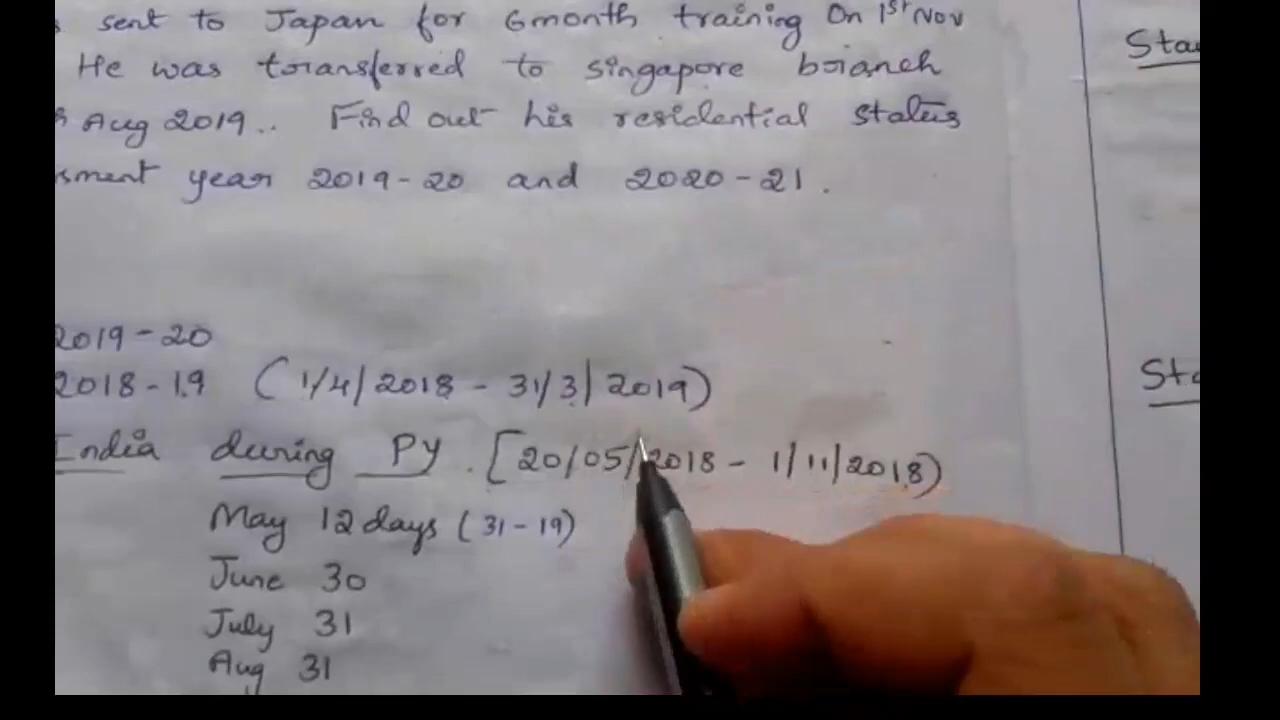 sent to Japan for 6month training On 1st Nov
He was transferred to singapore branch
Aug 2019.. Find out his residential status
sment year 2019-20 and 2020-21.
2019-20
2018-19 (1/4/2018 - 31/3/2019)
India during PY. [20/05/2018 - 1/11/2018)
May 12 days (31-19)
June 30
July 31
Aug 31
Sta
Sta